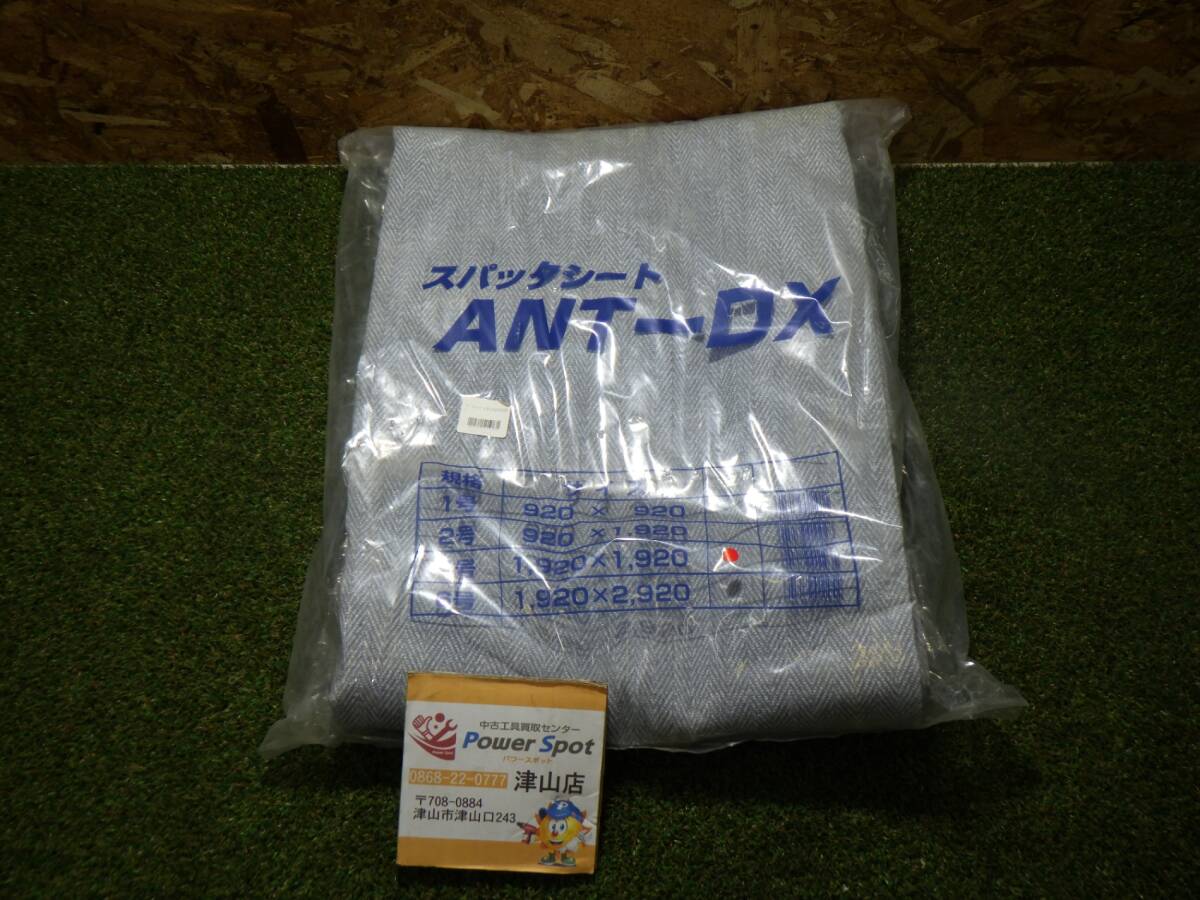 スパッタシート
ANT-DX
規格
1号 920 × 920
2号 920 ×1,920
号 1,920×1,920
号 1,920×2,920
中古工具買取センター
Power Spot
パワースポット
0868-22-0777 津山店
〒708-0884
津山市津山口243